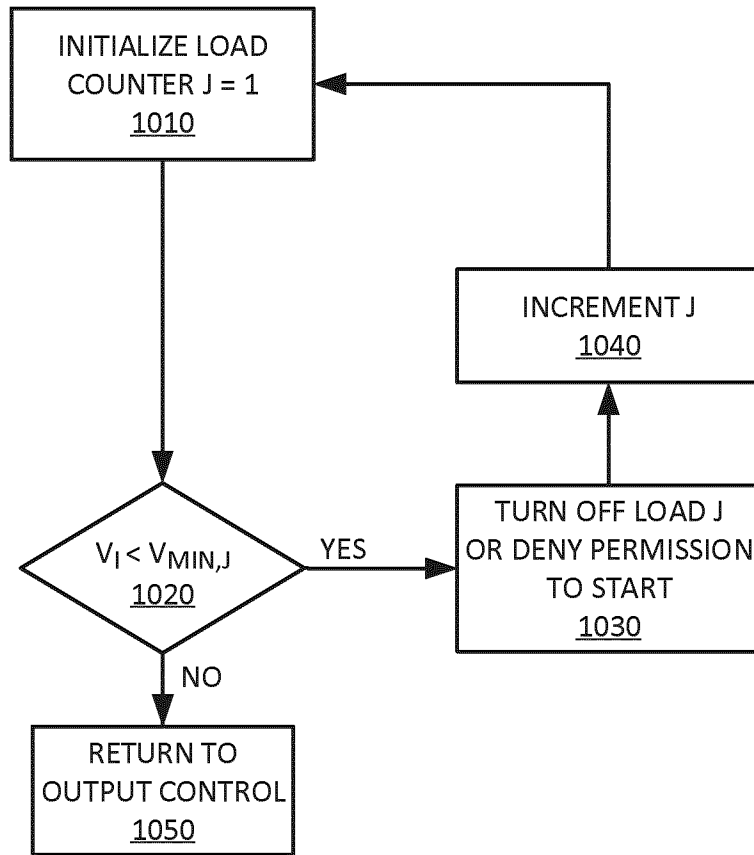 INITIALIZE LOAD
COUNTER J = 1
1010
INCREMENT J
1040
V_I < V_MIN,J
1020
YES
TURN OFF LOAD J
OR DENY PERMISSION
TO START
1030
NO
RETURN TO
OUTPUT CONTROL
1050